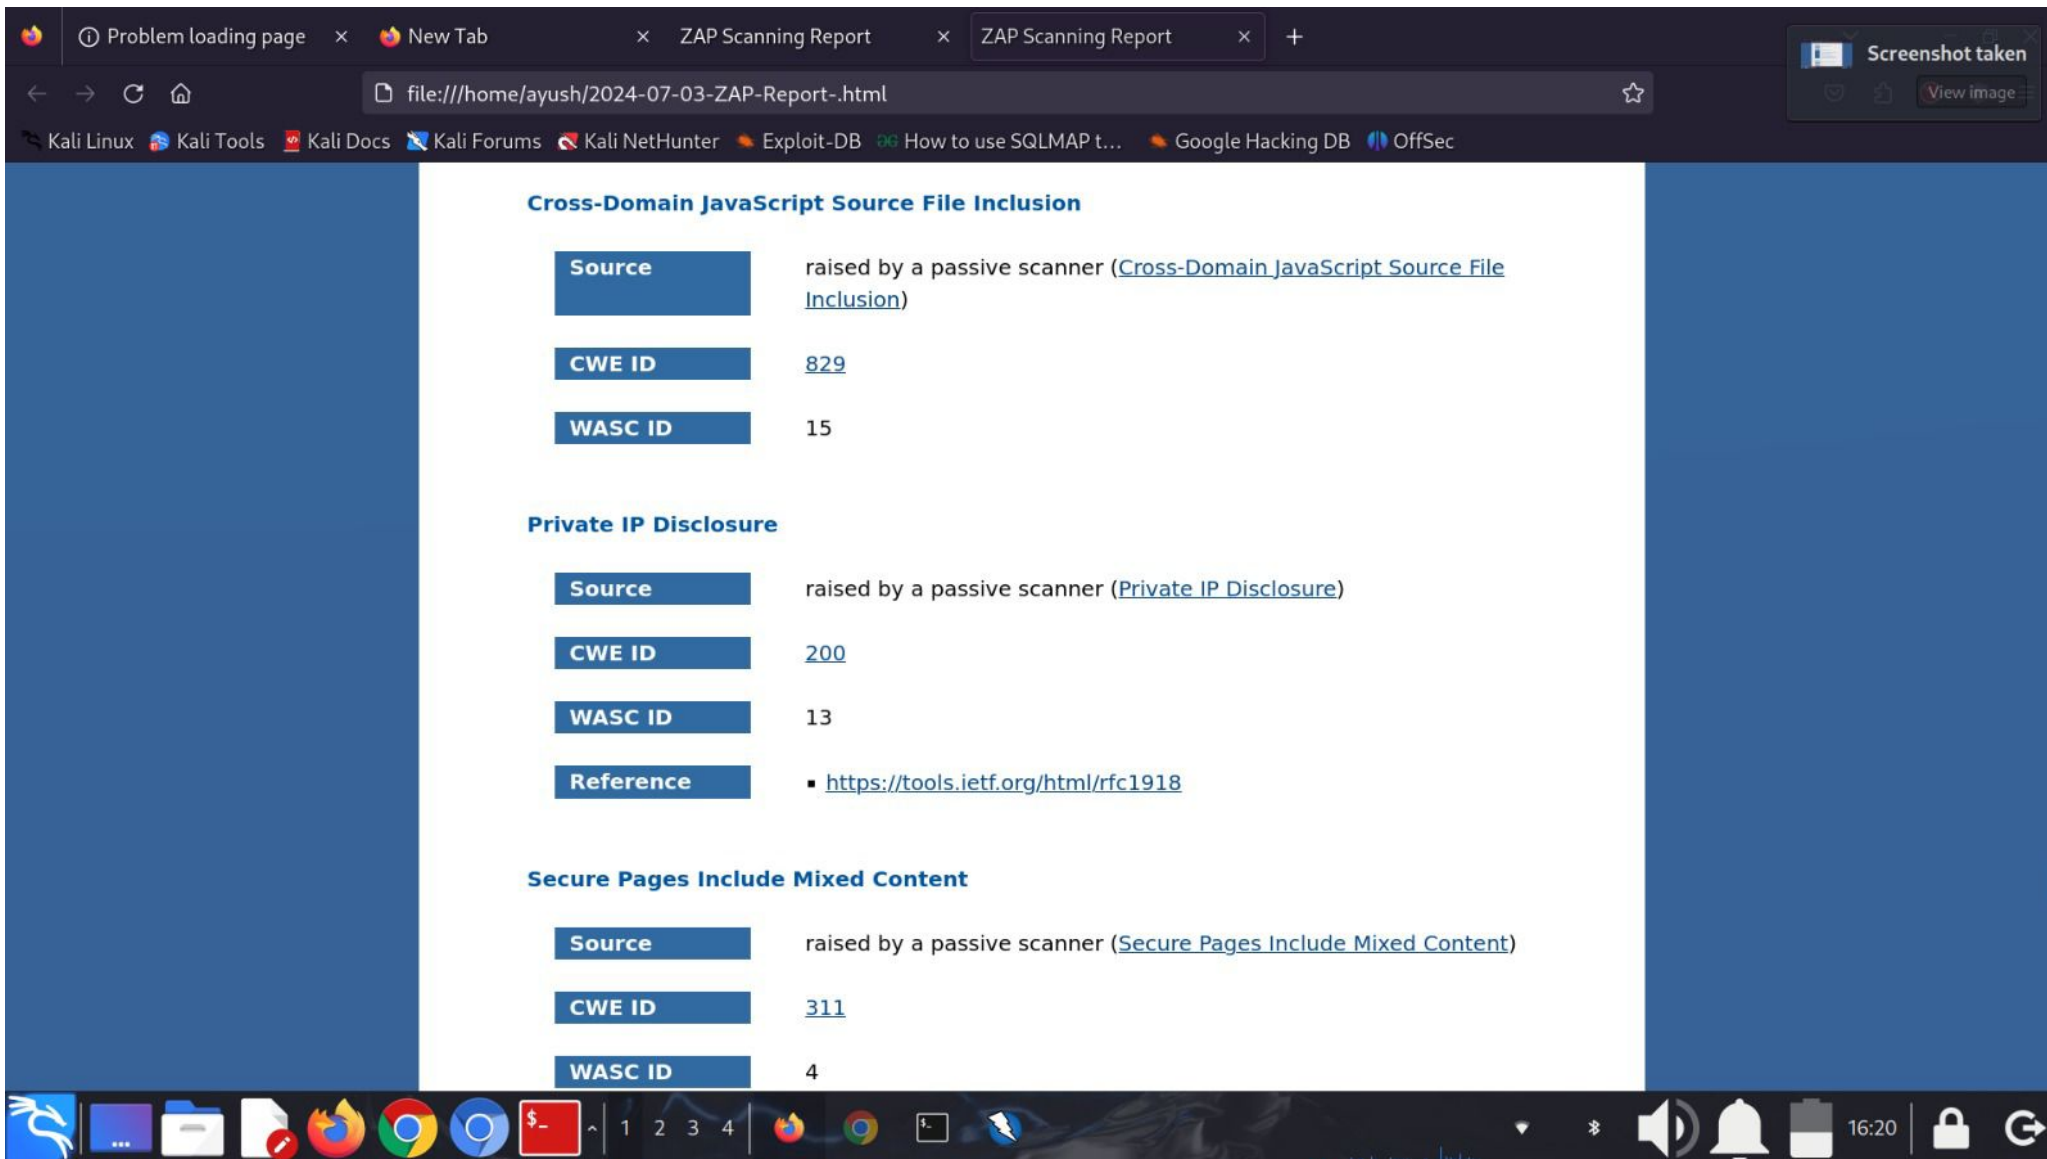 Problem loading page
New Tab
ZAP Scanning Report
ZAP Scanning Report
Screenshot taken
file:///home/ayush/2024-07-03-ZAP-Report-.html
View image
Kali Linux Kali Tools Kali Docs Kali Forums Kali NetHunter Exploit-DB How to use SQLMAP t... Google Hacking DB OffSec
Cross-Domain JavaScript Source File Inclusion
Source raised by a passive scanner (Cross-Domain JavaScript Source File
Inclusion)
CWE ID 829
WASC ID 15
Private IP Disclosure
Source raised by a passive scanner (Private IP Disclosure)
CWE ID 200
WASC ID 13
Reference ▪ https://tools.ietf.org/html/rfc1918
Secure Pages Include Mixed Content
Source raised by a passive scanner (Secure Pages Include Mixed Content)
CWE ID 311
WASC ID 4
$_ 1 2 3 4 $_ 16:20